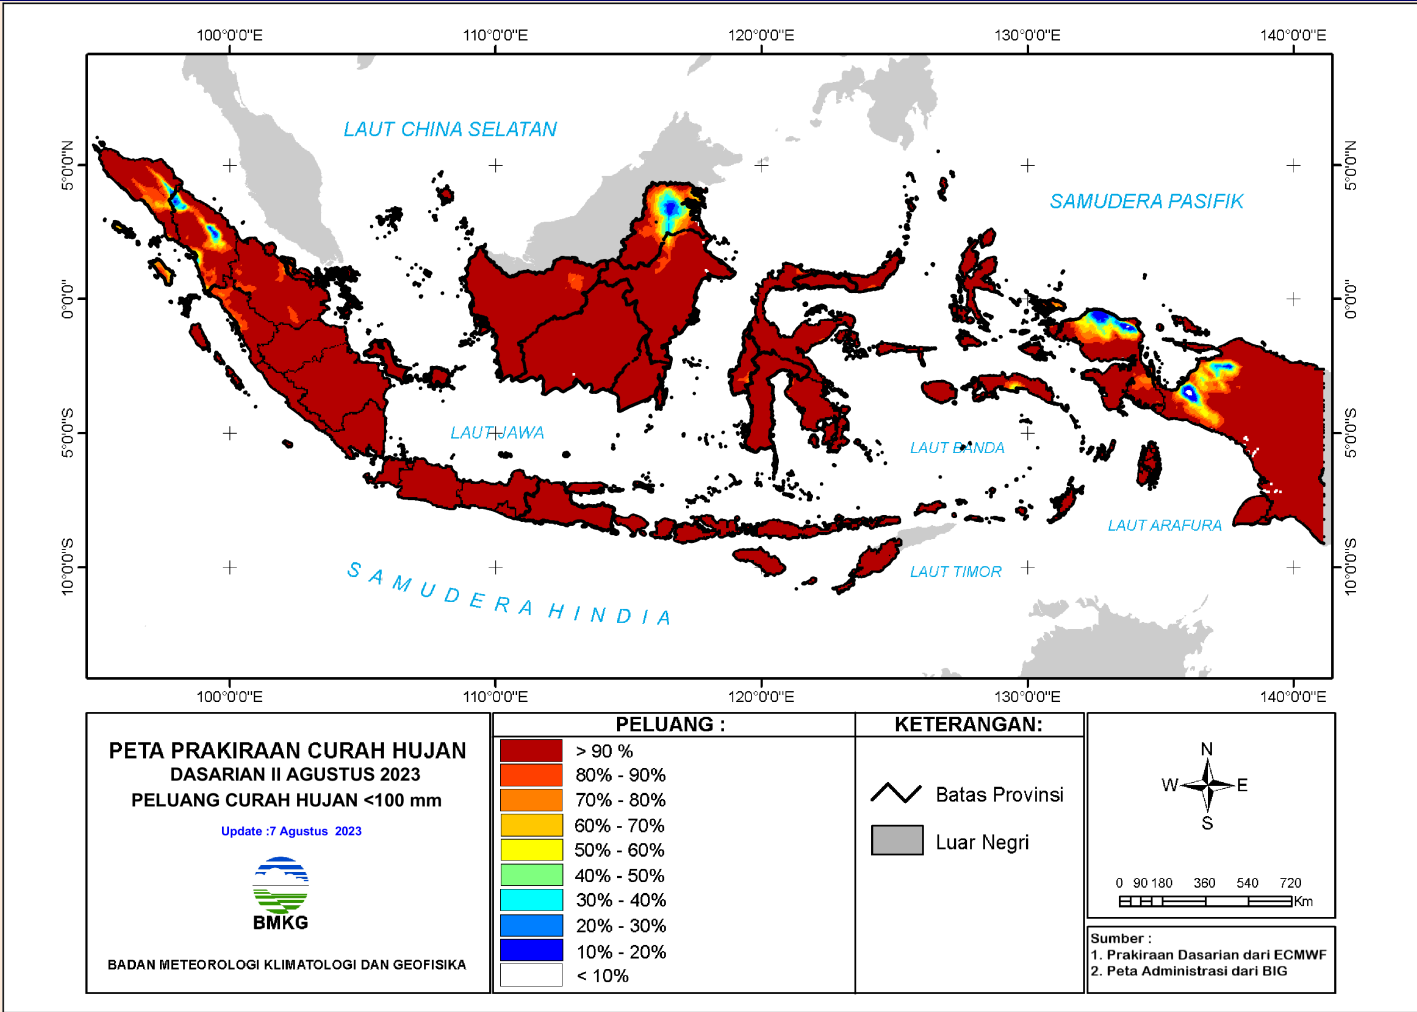 100°0'0"E 110°0'0"E 120°0'0"E 130°0'0"E 140°0'0"E
5°0'0"N 5°0'0"N
0°0'0" 0°0'0"
5°0'0"S 5°0'0"S
10°0'0"S 10°0'0"S
LAUT CHINA SELATAN
SAMUDERA PASIFIK
LAUT JAWA
LAUT BANDA
LAUT ARAFURA
LAUT TIMOR
SAMUDERA HINDIA
100°0'0"E 110°0'0"E 120°0'0"E 130°0'0"E 140°0'0"E
PETA PRAKIRAAN CURAH HUJAN
DASARIAN II AGUSTUS 2023
PELUANG CURAH HUJAN <100 mm
Update :7 Agustus 2023
BMKG
BADAN METEOROLOGI KLIMATOLOGI DAN GEOFISIKA
PELUANG :
> 90 %
80% - 90%
70% - 80%
60% - 70%
50% - 60%
40% - 50%
30% - 40%
20% - 30%
10% - 20%
< 10%
KETERANGAN:
Batas Provinsi
Luar Negri
N
W E
S
0 90 180 360 540 720
Km
Sumber :
1. Prakiraan Dasarian dari ECMWF
2. Peta Administrasi dari BIG